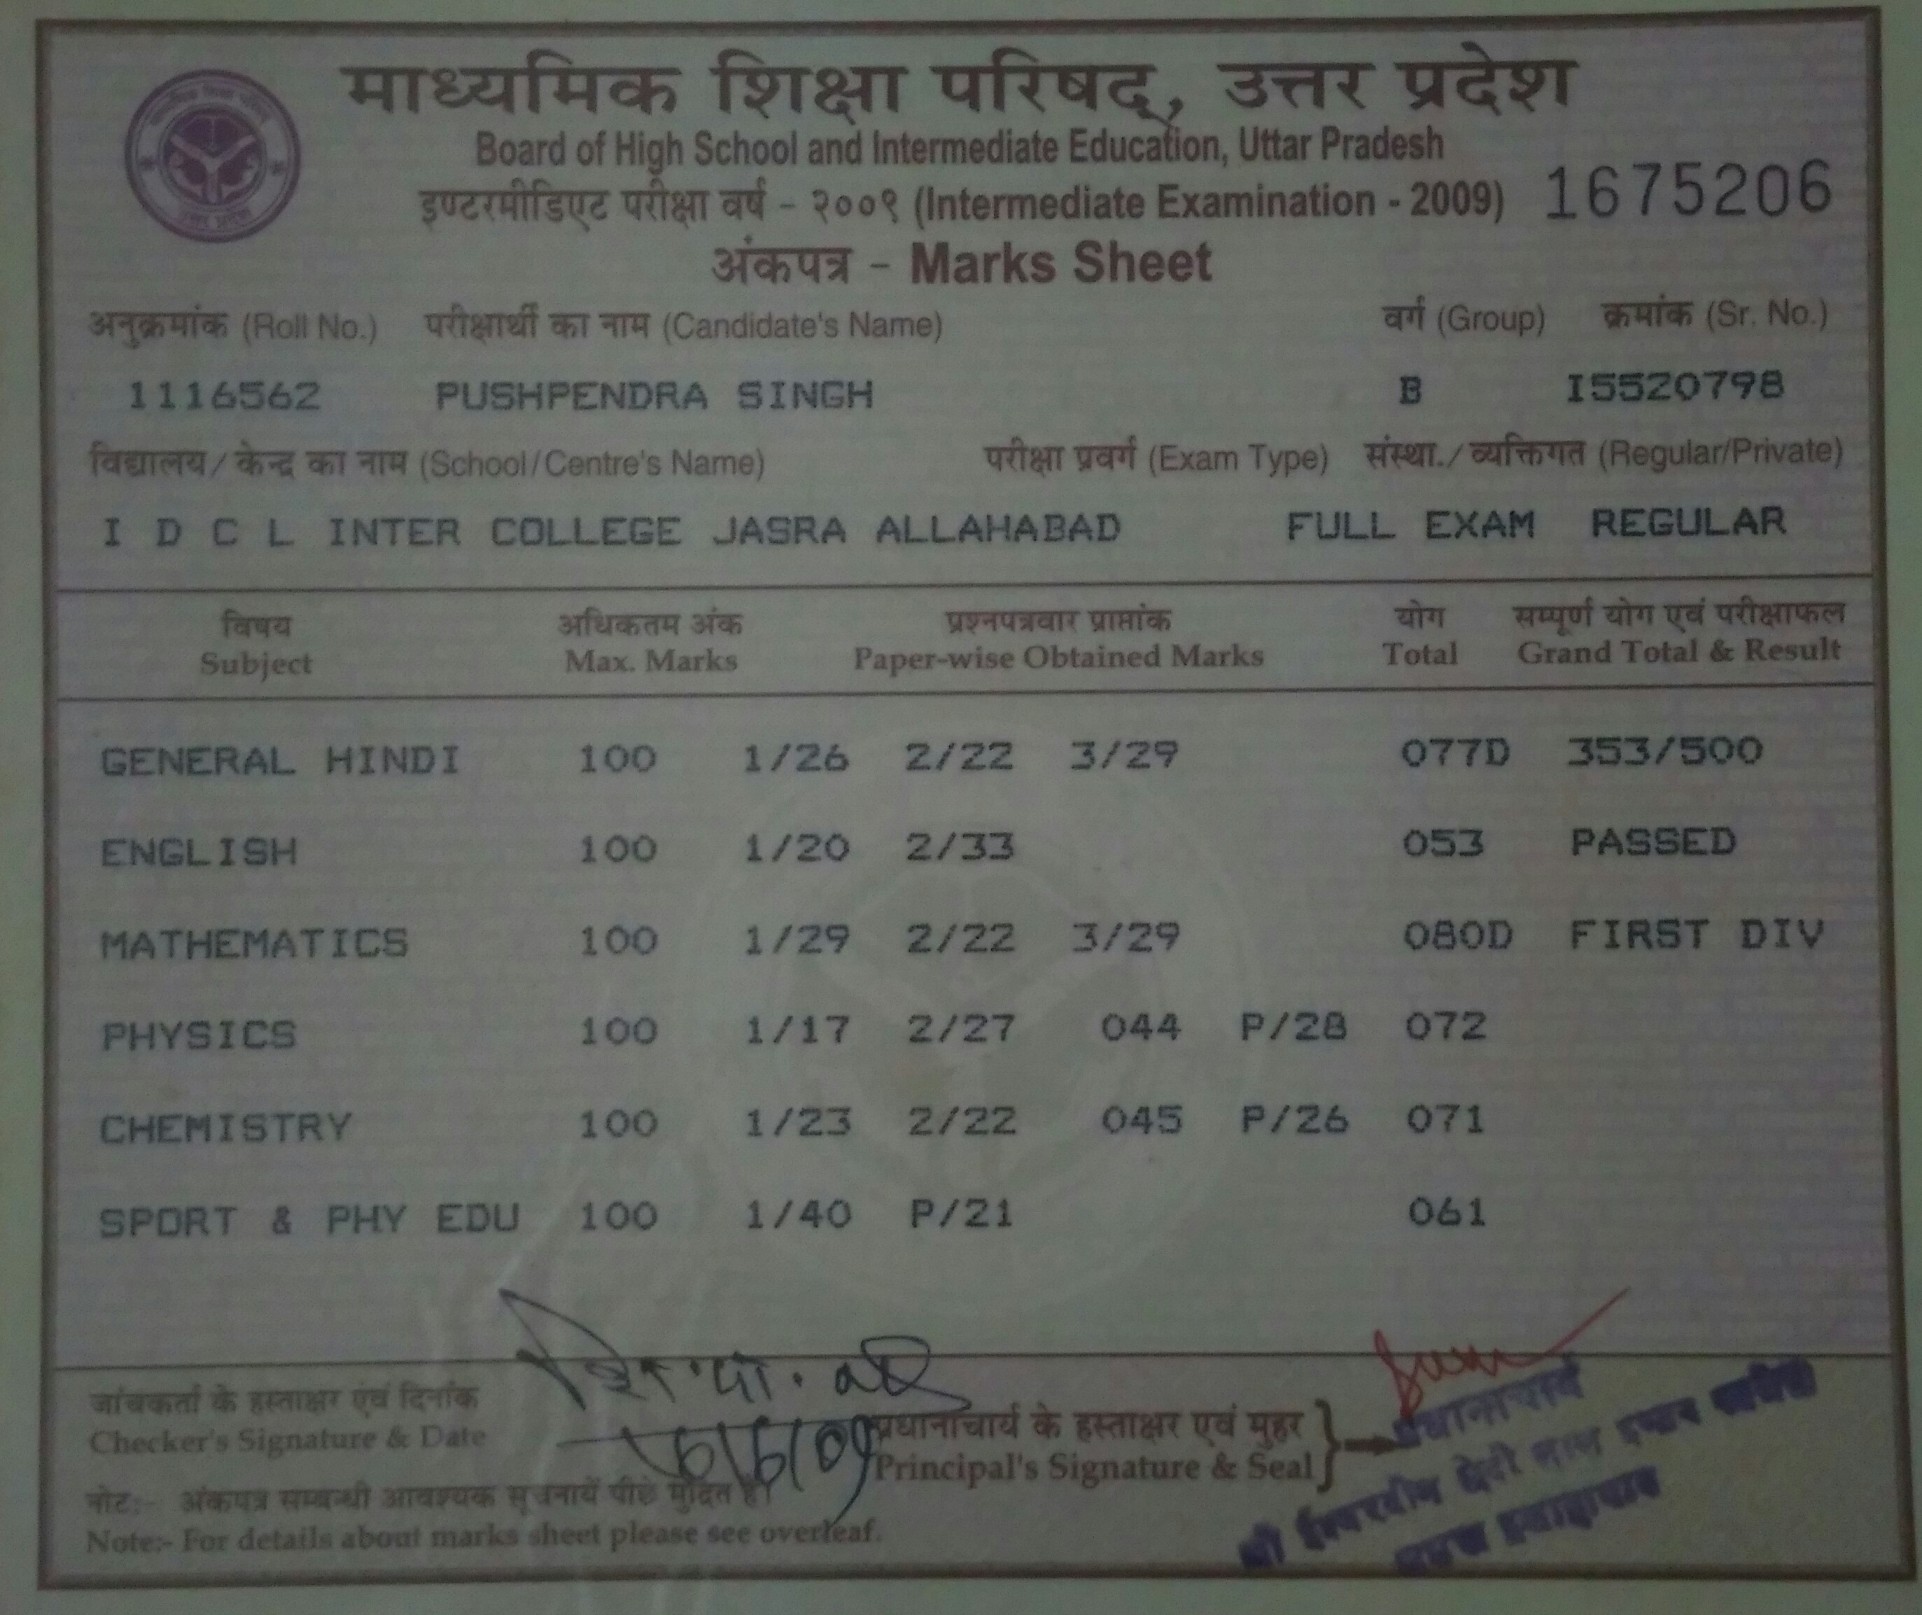 माध्यमिक शिक्षा परिषद्, उत्तर प्रदेश
Board of High School and Intermediate Education, Uttar Pradesh
इण्टरमीडिएट परीक्षा वर्ष - २००९ (Intermediate Examination - 2009) 1675206
अंकपत्र - Marks Sheet
अनुक्रमांक (Roll No.) परीक्षार्थी का नाम (Candidate's Name) वर्ग (Group) क्रमांक (Sr. No.)
1116562 PUSHPENDRA SINGH B I5520798
विद्यालय/केन्द्र का नाम (School/Centre's Name) परीक्षा प्रवर्ग (Exam Type) संस्था./व्यक्तिगत (Regular/Private)
I D C L INTER COLLEGE JASRA ALLAHABAD FULL EXAM REGULAR
विषय अधिकतम अंक प्रश्नपत्रवार प्राप्तांक योग सम्पूर्ण योग एवं परीक्षाफल
Subject Max. Marks Paper-wise Obtained Marks Total Grand Total & Result
GENERAL HINDI 100 1/26 2/22 3/29 077D 353/500
ENGLISH 100 1/20 2/33 053 PASSED
MATHEMATICS 100 1/29 2/22 3/29 080D FIRST DIV
PHYSICS 100 1/17 2/27 044 P/28 072
CHEMISTRY 100 1/23 2/22 045 P/26 071
SPORT & PHY EDU 100 1/40 P/21 061
जांचकर्ता के हस्ताक्षर एंव दिनांक
Checker's Signature & Date
प्रधानाचार्य के हस्ताक्षर एवं मुहर
Principal's Signature & Seal
प्रधानाचार्य
नोट:- अंकपत्र सम्बन्धी आवश्यक सूचनायें पीछे मुद्रित है।
Note:- For details about marks sheet please see overleaf.